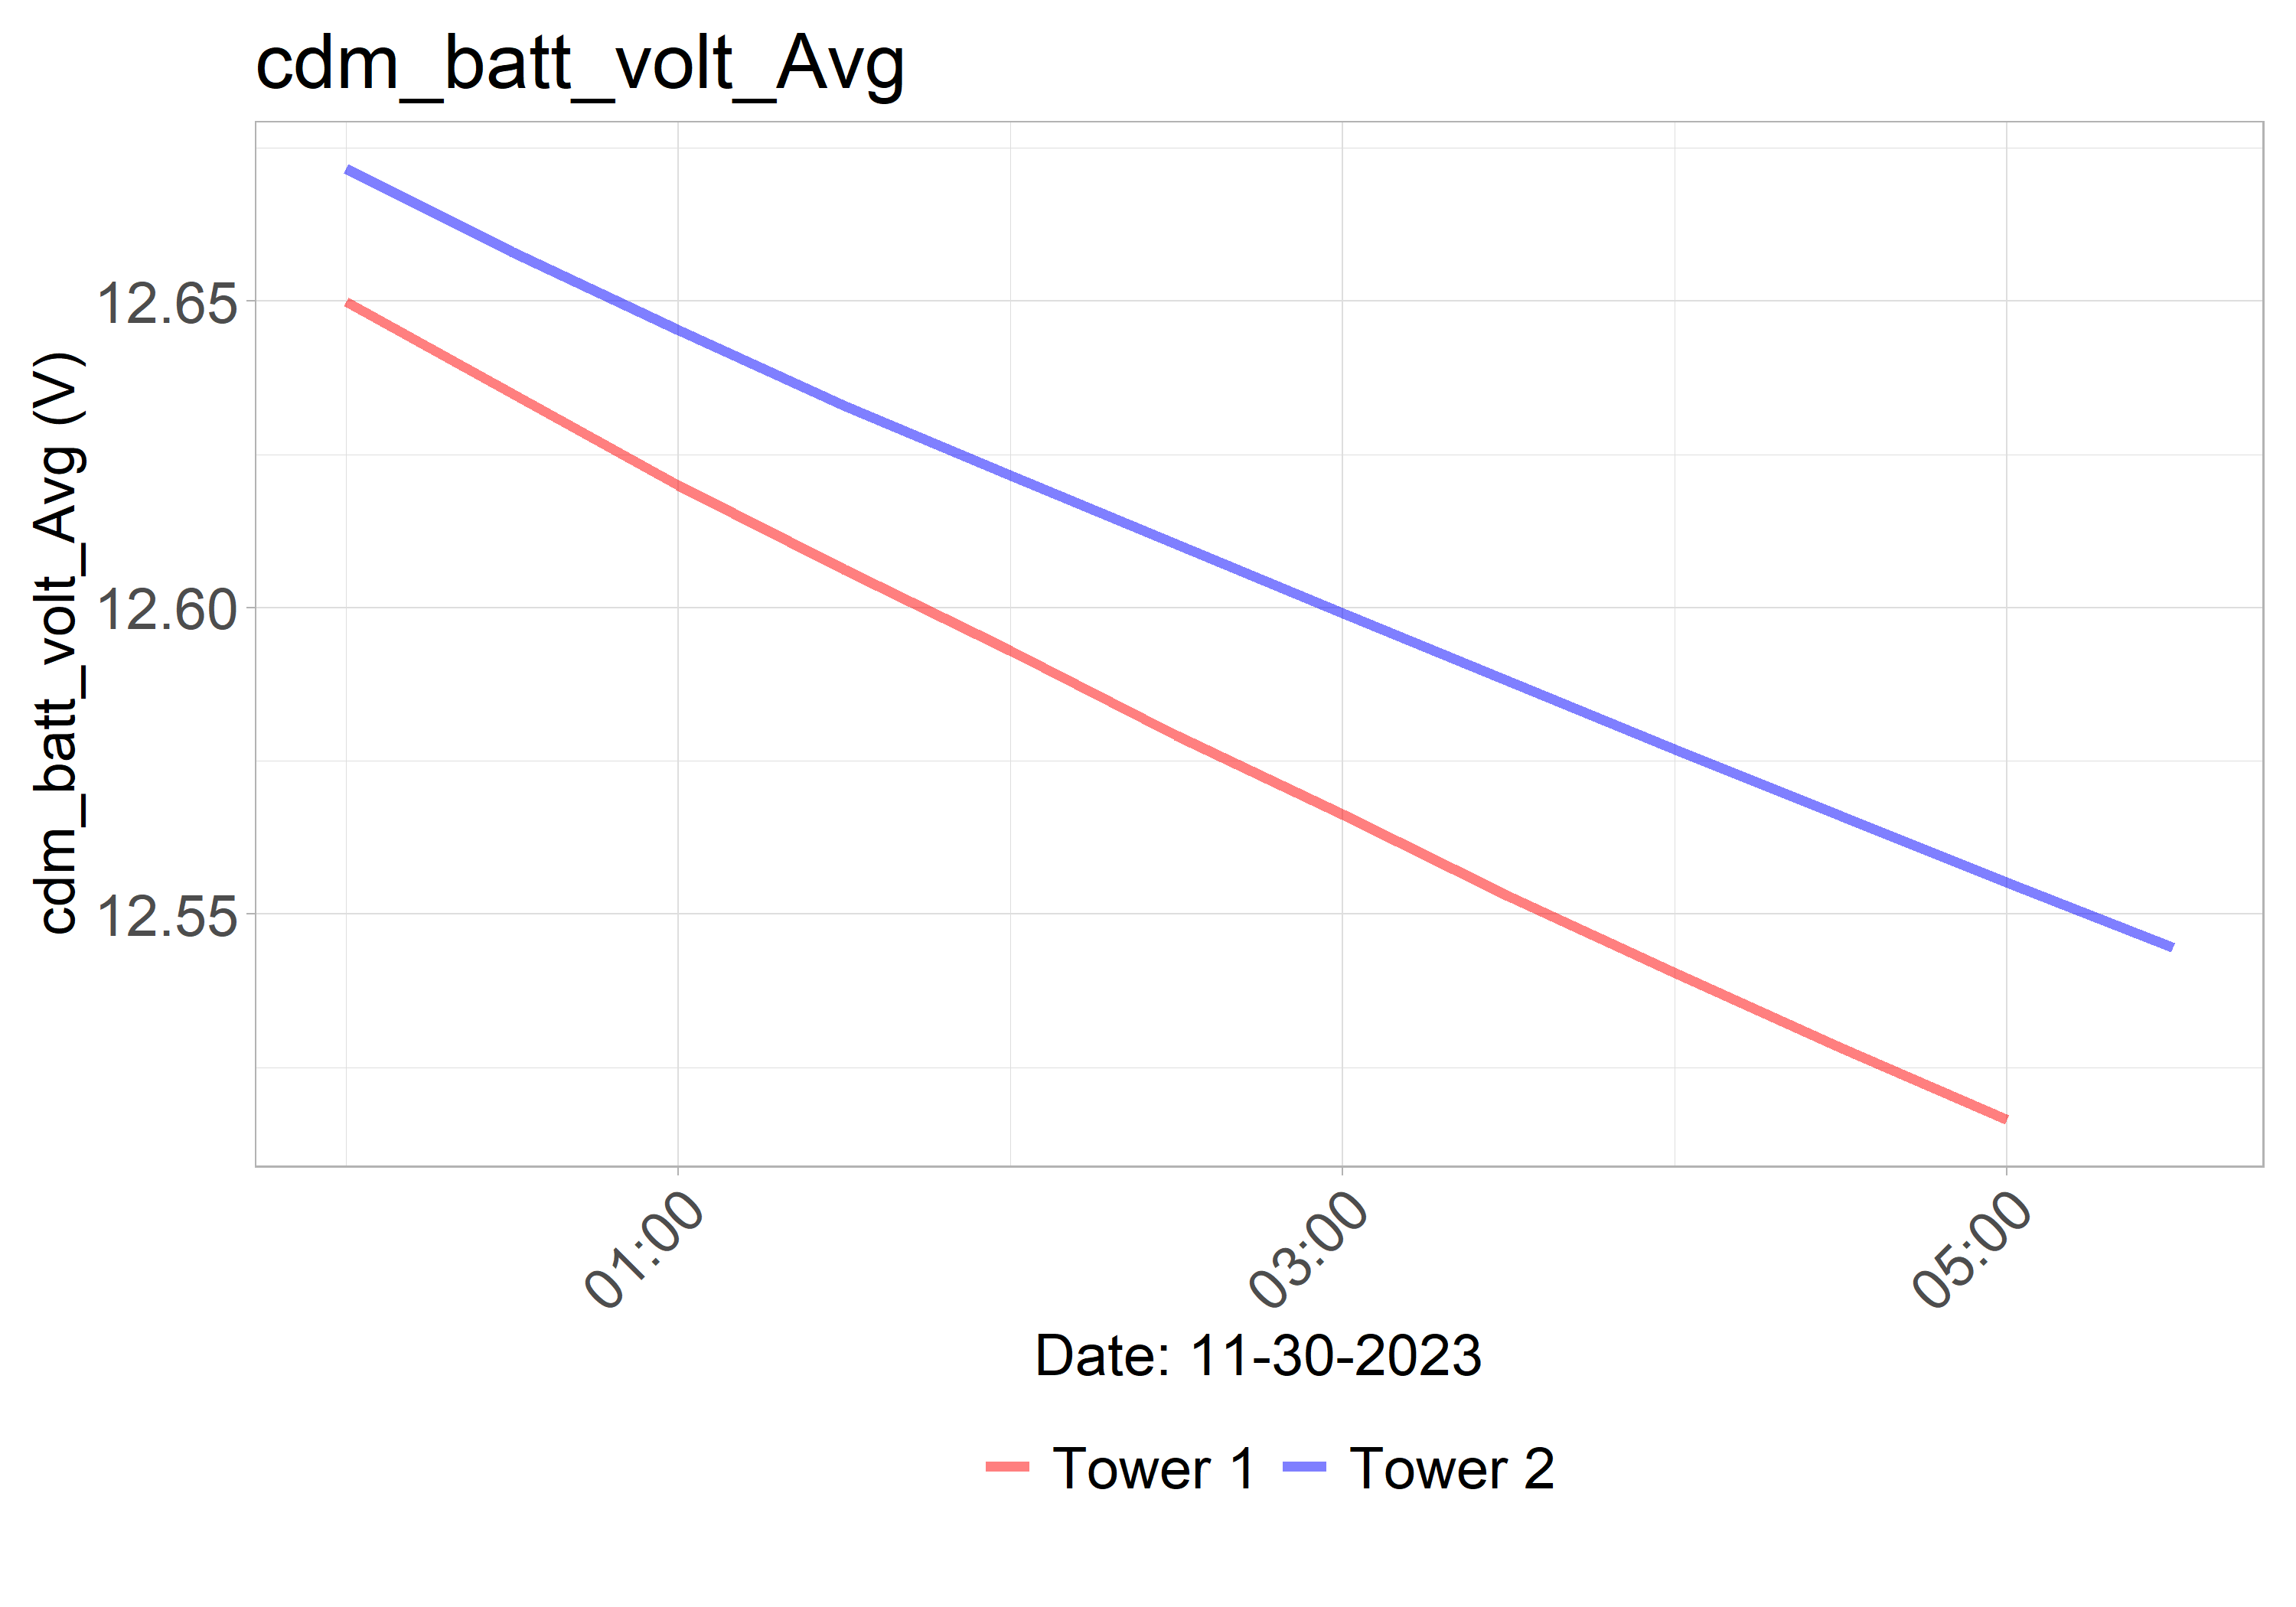 cdm_batt_volt_Avg
cdm_batt_volt_Avg (V)
12.65
12.60
12.55
01:00
03:00
05:00
Date: 11-30-2023
Tower 1
Tower 2